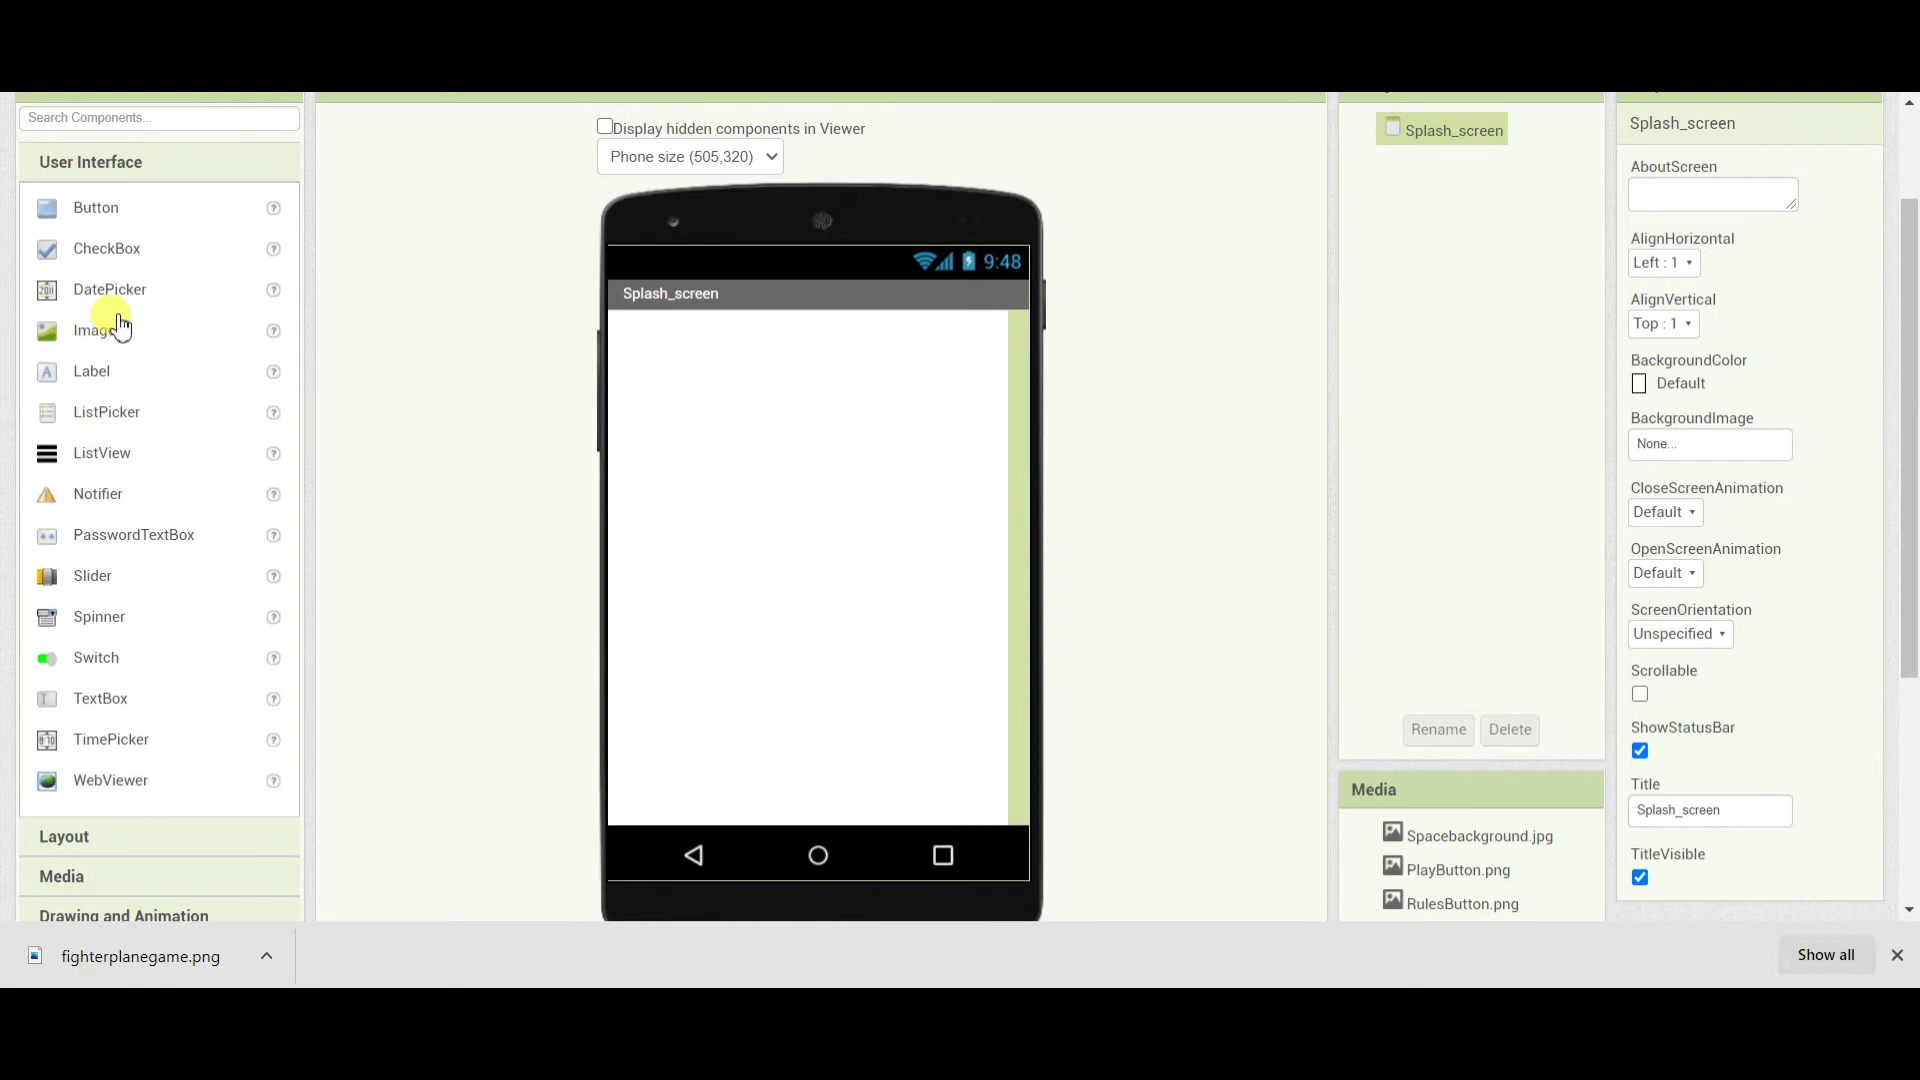 Search Components...
User Interface
Button
CheckBox
DatePicker
Image
Label
ListPicker
ListView
Notifier
PasswordTextBox
Slider
Spinner
Switch
TextBox
TimePicker
WebViewer
Layout
Media
Drawing and Animation
Display hidden components in Viewer
Phone size (505,320)
9:48
Splash_screen
Splash_screen
Rename Delete
Media
Spacebackground.jpg
PlayButton.png
RulesButton.png
Splash_screen
AboutScreen
AlignHorizontal
Left : 1
AlignVertical
Top : 1
BackgroundColor
Default
BackgroundImage
None...
CloseScreenAnimation
Default
OpenScreenAnimation
Default
ScreenOrientation
Unspecified
Scrollable
ShowStatusBar
Title
Splash_screen
TitleVisible
fighterplanegame.png
Show all